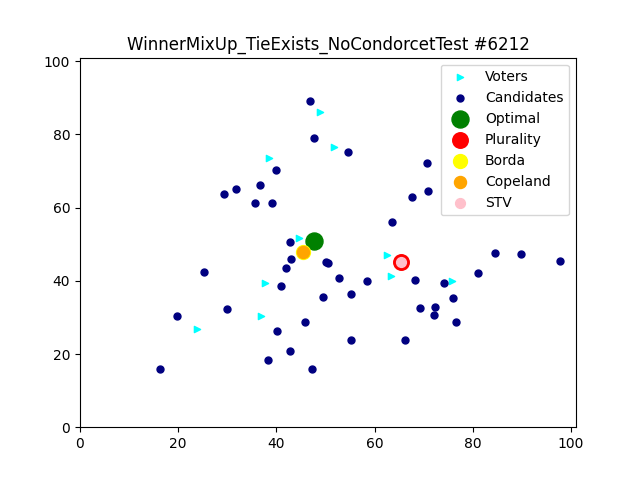 WinnerMixUp_TieExists_NoCondorcetTest #6212
Voters
Candidates
Optimal
Plurality
Borda
Copeland
STV
100
80
60
40
20
0
0 20 40 60 80 100